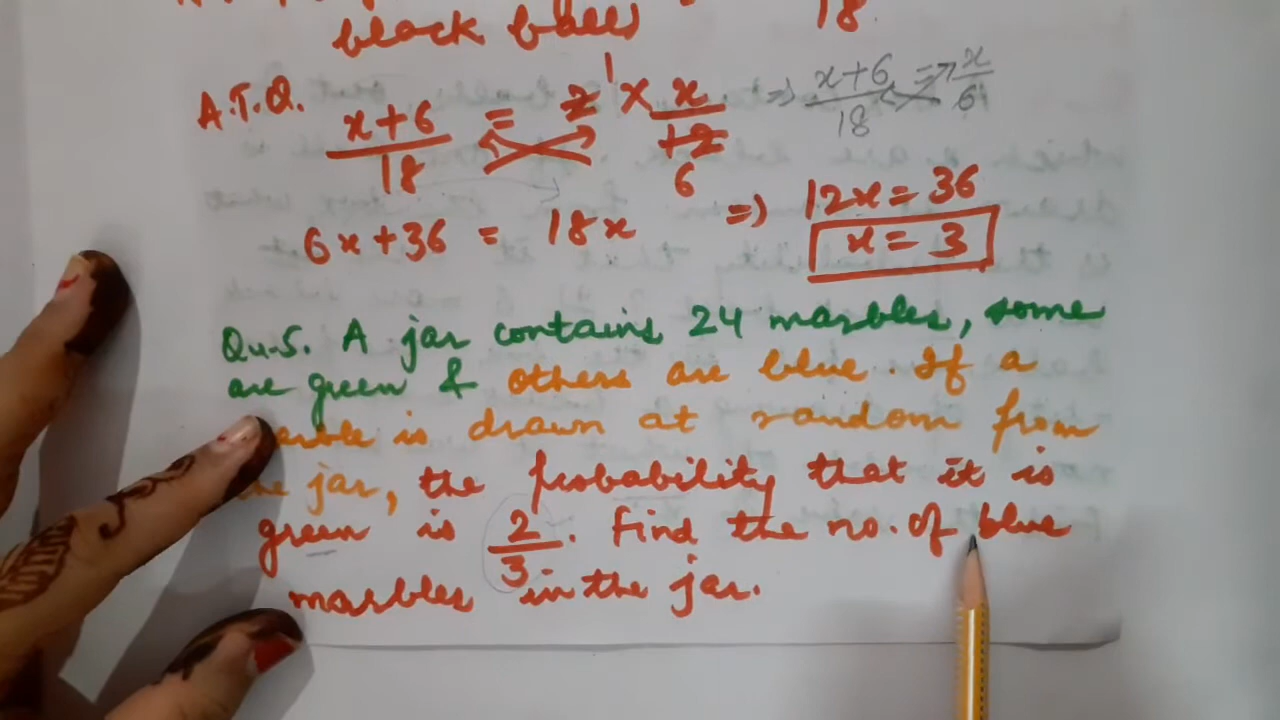 black balls 18.
A.T.Q. x+6/18 = 2 1 × x/12 6 ⇒ x+6/18 = x/6
6x+36 = 18x ⇒ 12x = 36
x = 3
Qu.5. A jar contains 24 marbles, some
are green & others are blue. If a
is drawn at random from
jar, the probability that it is
green is 2/3. Find the no. of blue
marbles in the jar.